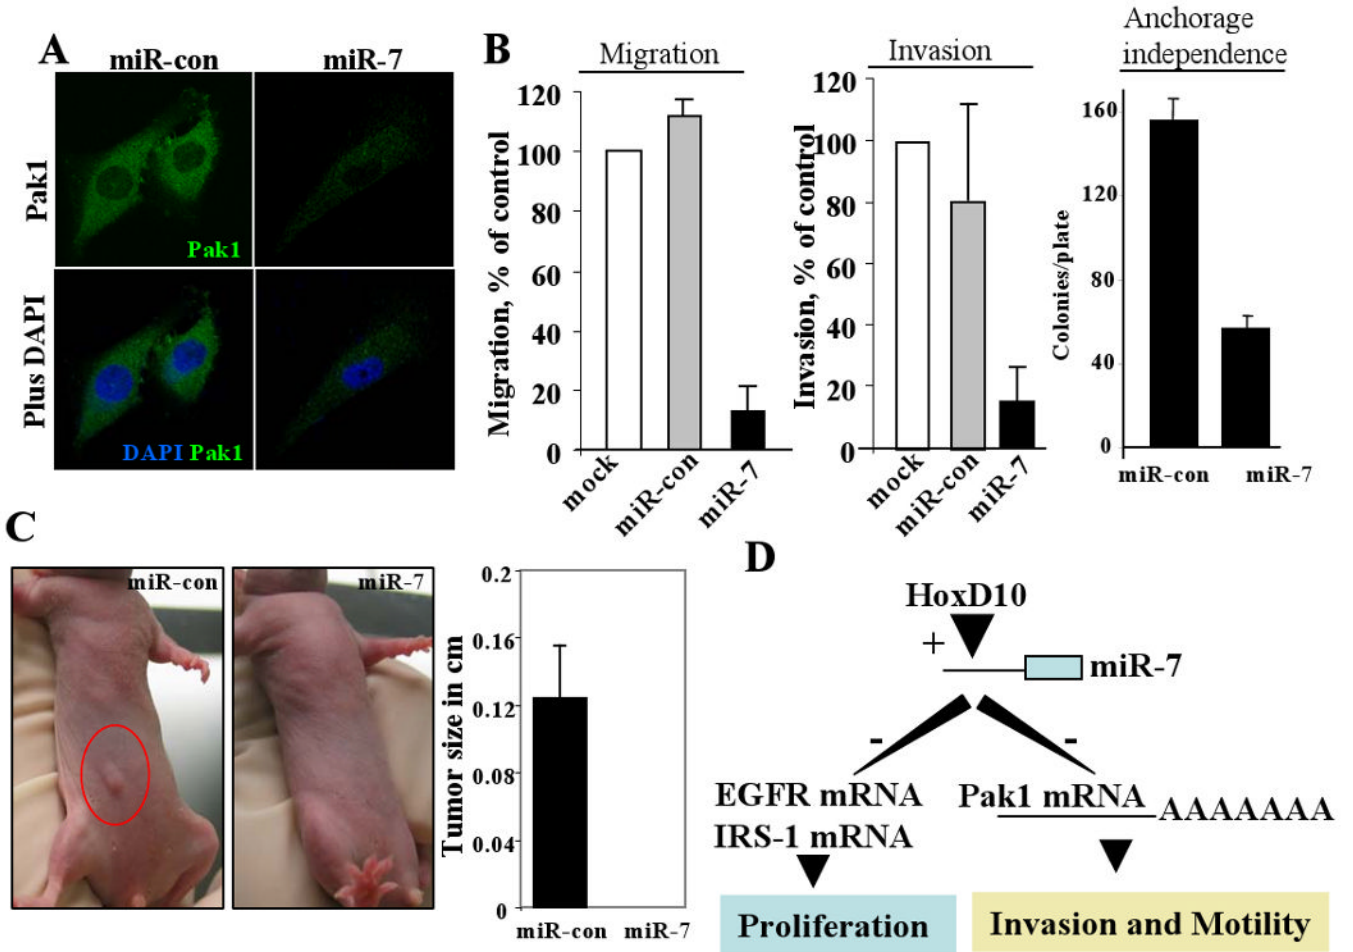 A
miR-con
miR-7
Pak1
Pak1
Plus DAPI
DAPI Pak1
B
Migration
Migration, % of control
120
100
80
60
40
20
0
mock
miR-con
miR-7
Invasion
Invasion, % of control
120
100
80
60
40
20
0
mock
miR-con
miR-7
Anchorage
independence
Colonies/plate
160
120
80
40
0
miR-con
miR-7
C
miR-con
miR-7
Tumor size in cm
0.2
0.16
0.12
0.08
0.04
0
miR-con
miR-7
D
HoxD10
+
miR-7
-
-
EGFR mRNA
IRS-1 mRNA
Pak1 mRNA AAAAAAA
Proliferation
Invasion and Motility